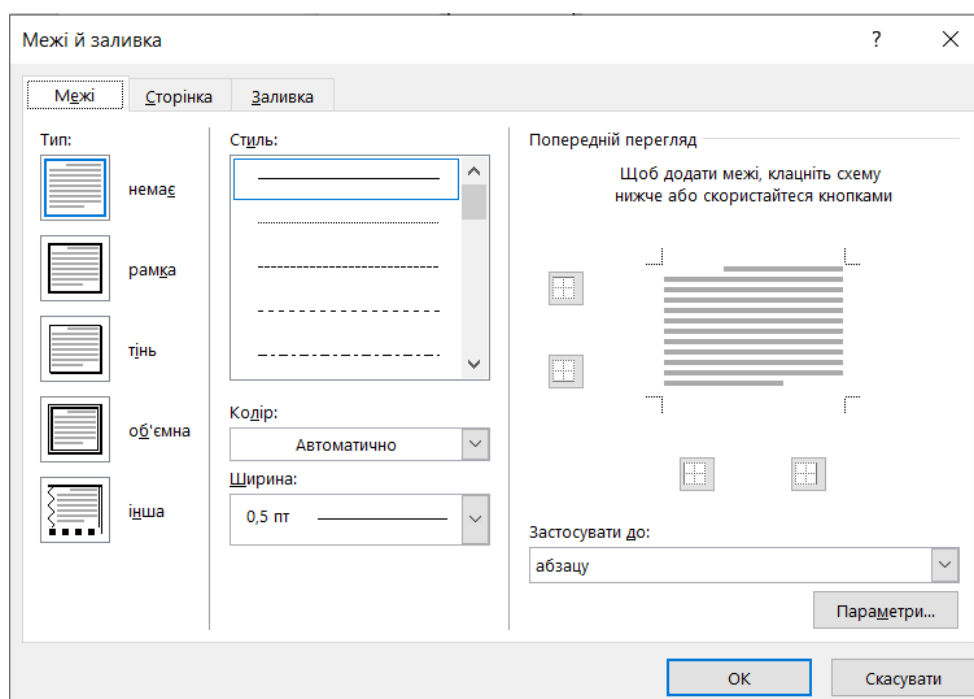 Межі й заливка
?
Межі
Сторінка
Заливка
Тип:
немає
рамка
тінь
об'ємна
інша
Стиль:
Колір:
Автоматично
Ширина:
0,5 пт
Попередній перегляд
Щоб додати межі, клацніть схему
нижче або скористайтеся кнопками
Застосувати до:
абзацу
Параметри...
ОК
Скасувати